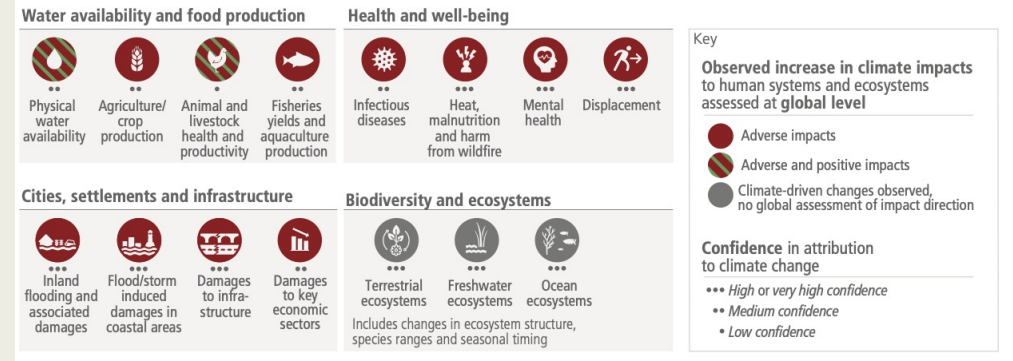 Water availability and food production
Physical
water
availability
Agriculture/
crop
production
Animal and
livestock
health and
productivity
Fisheries
yields and
aquaculture
production
Health and well-being
Infectious
diseases
Heat,
malnutrition
and harm
from wildfire
Mental
health
Displacement
Cities, settlements and infrastructure
Inland
flooding and
associated
damages
Flood/storm
induced
damages in
coastal areas
Damages
to infra-
structure
Damages
to key
economic
sectors
Biodiversity and ecosystems
Terrestrial
ecosystems
Freshwater
ecosystems
Ocean
ecosystems
Includes changes in ecosystem structure,
species ranges and seasonal timing
Key
Observed increase in climate impacts
to human systems and ecosystems
assessed at global level
Adverse impacts
Adverse and positive impacts
Climate-driven changes observed,
no global assessment of impact direction
Confidence in attribution
to climate change
••• High or very high confidence
•• Medium confidence
• Low confidence